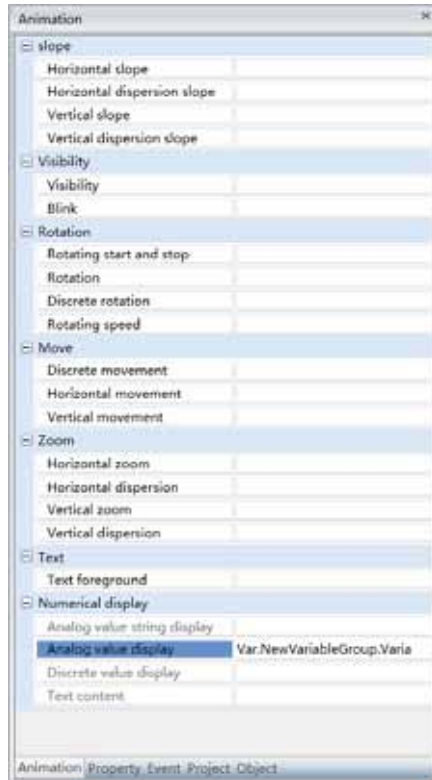 Animation
slope
Horizontal slope
Horizontal dispersion slope
Vertical slope
Vertical dispersion slope
Visibility
Visibility
Blink
Rotation
Rotating start and stop
Rotation
Discrete rotation
Rotating speed
Move
Discrete movement
Horizontal movement
Vertical movement
Zoom
Horizontal zoom
Horizontal dispersion
Vertical zoom
Vertical dispersion
Text
Text foreground
Numerical display
Analog value string display
Analog value display Var.NewVariableGroup.Varia
Discrete value display
Text content
Animation Property Event Project Object